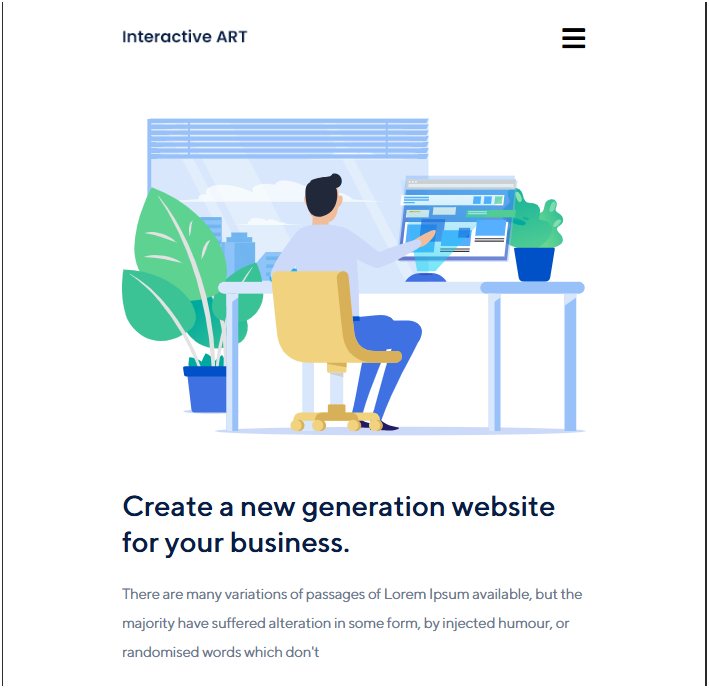 Interactive ART
Create a new generation website
for your business.
There are many variations of passages of Lorem Ipsum available, but the
majority have suffered alteration in some form, by injected humour, or
randomised words which don't